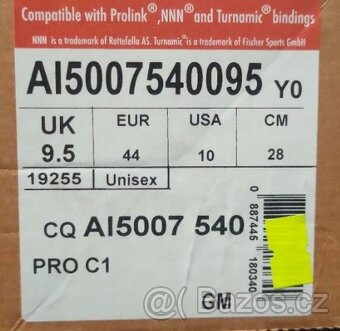 Compatible with Prolink®, NNN® and Turnamic® bindings
NNN® is a trademark of Rottefella AS. Turnamic® is a trademark of Fischer Sports GmbH
AI5007540095 Y0
UK EUR USA CM
9.5 44 10 28
19255 Unisex
CQ AI5007 540
PRO C1
GM
0 887445 180340
Bazos.cz